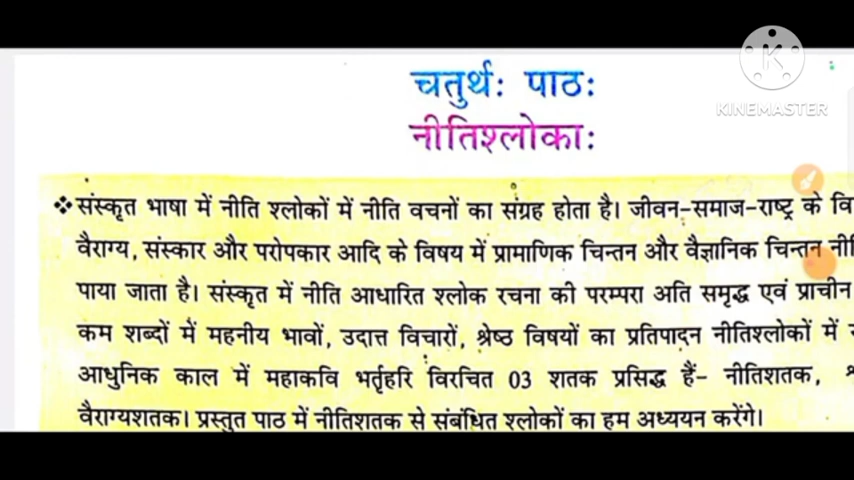 चतुर्थः पाठः
नीतिश्लोकाः
KINEMASTER
❖संस्कृत भाषा में नीति श्लोकों में नीति वचनों का संग्रह होता है। जीवन-समाज-राष्ट्र के वि
वैराग्य, संस्कार और परोपकार आदि के विषय में प्रामाणिक चिन्तन और वैज्ञानिक चिन्तन नी
पाया जाता है। संस्कृत में नीति आधारित श्लोक रचना की परम्परा अति समृद्ध एवं प्राचीन
कम शब्दों में महनीय भावों, उदात्त विचारों, श्रेष्ठ विषयों का प्रतिपादन नीतिश्लोकों में
आधुनिक काल में महाकवि भर्तृहरि विरचित 03 शतक प्रसिद्ध हैं- नीतिशतक,
वैराग्यशतक। प्रस्तुत पाठ में नीतिशतक से संबंधित श्लोकों का हम अध्ययन करेंगे।